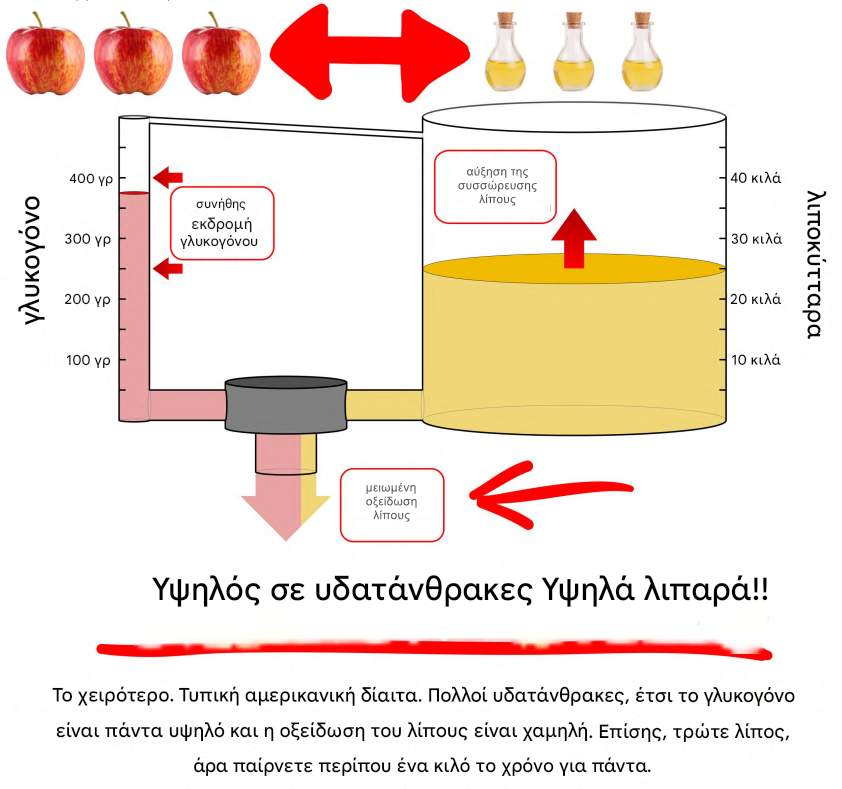 αύξηση της
συσσώρευσης
λίπους
400 γρ
40 κιλά
συνήθης
εκδρομή
γλυκογόνου
γλυκογόνο
λιποκύτταρα
300 γρ
30 κιλά
200 γρ
20 κιλά
100 γρ
10 κιλά
μειωμένη
οξείδωση
λίπους
Υψηλός σε υδατάνθρακες Υψηλά λιπαρά!!
Το χειρότερο. Τυπική αμερικανική δίαιτα. Πολλοί υδατάνθρακες, έτσι το γλυκογόνο
είναι πάντα υψηλό και η οξείδωση του λίπους είναι χαμηλή. Επίσης, τρώτε λίπος,
άρα παίρνετε περίπου ένα κιλό το χρόνο για πάντα.